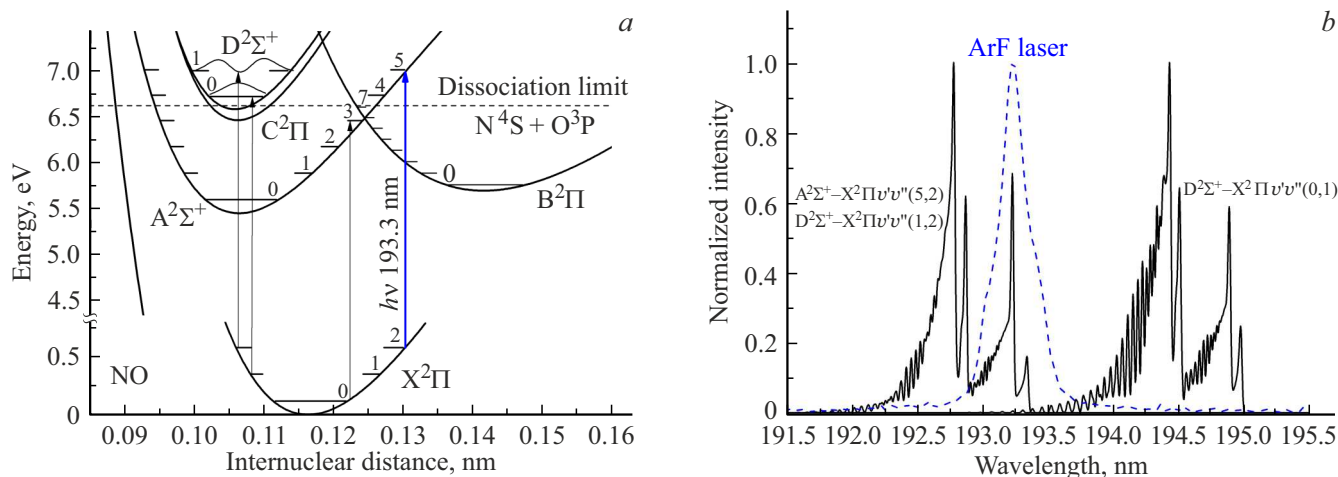 a
Energy, eV
7.0
6.5
6.0
5.5
5.0
4.5
0.5
0
D²Σ⁺
1
0
C²Π
A²Σ⁺
0
1
2
3
7
4
5
Dissociation limit
N⁴S + O³P
0
B²Π
hν 193.3 nm
NO
0
1
2
X²Π
0.09 0.10 0.11 0.12 0.13 0.14 0.15 0.16
Internuclear distance, nm
b
ArF laser
Normalized intensity
1.0
0.8
0.6
0.4
0.2
0
A²Σ⁺–X²Πυ'υ"(5,2)
D²Σ⁺–X²Πυ'υ"(1,2)
D²Σ⁺–X²Πυ'υ"(0,1)
191.5 192.0 192.5 193.0 193.5 194.0 194.5 195.0 195.5
Wavelength, nm